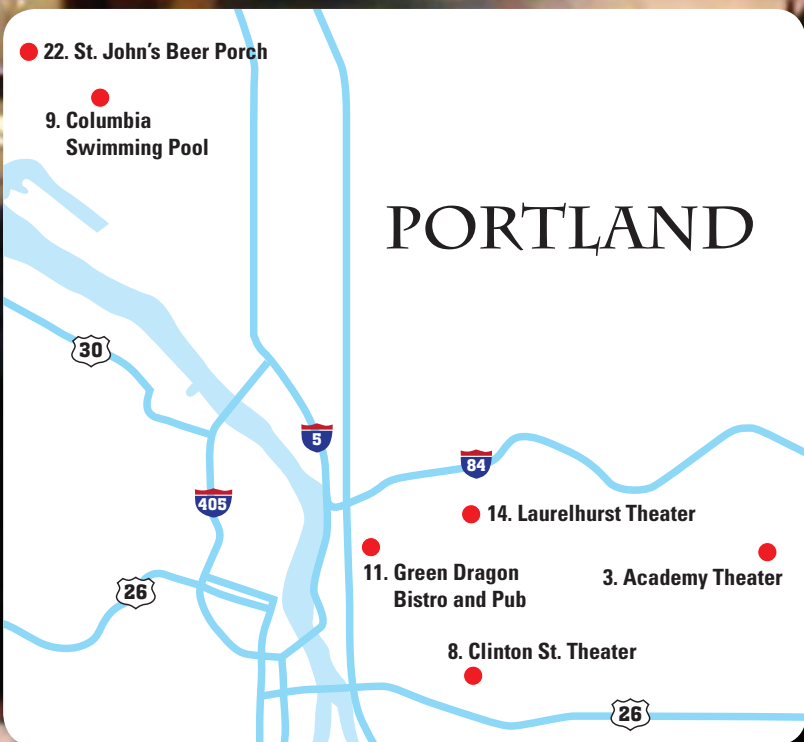 22. St. John's Beer Porch
9. Columbia
Swimming Pool
PORTLAND
30
5
84
405
14. Laurelhurst Theater
11. Green Dragon
Bistro and Pub
3. Academy Theater
26
8. Clinton St. Theater
26